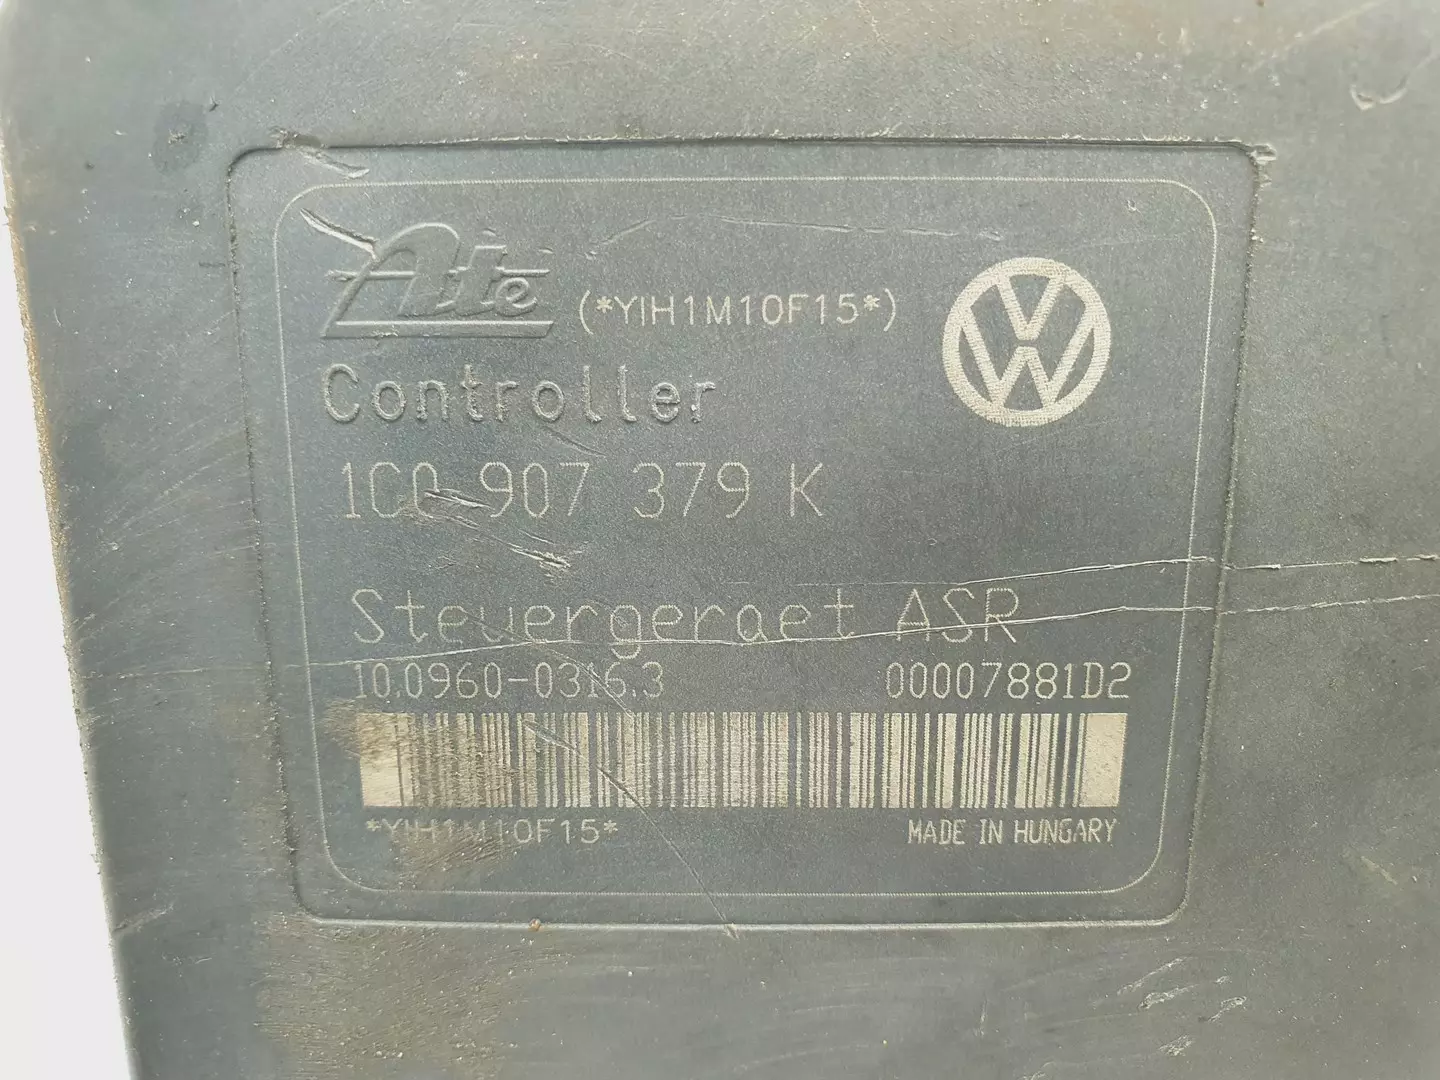 Ate (*YIH1M10F15*)
Controller
1C0 907 379 K
Steuergeraet ASR
10.0960-0316.3 00007881D2
*YIH1M10F15* MADE IN HUNGARY